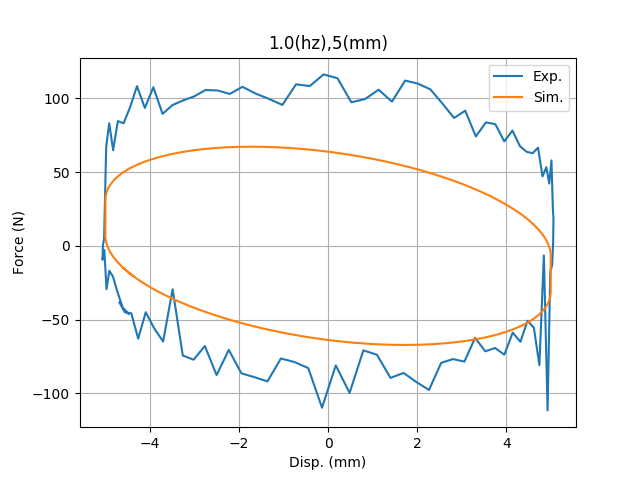 1.0(hz),5(mm)
Exp.
Sim.
100
50
0
−50
−100
Force (N)
−4
−2
0
2
4
Disp. (mm)